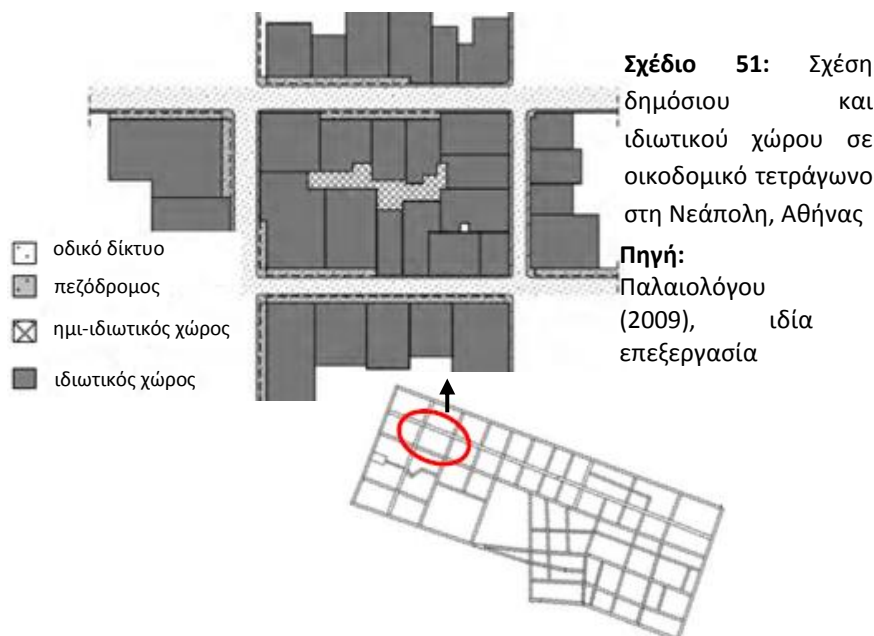 Σχέδιο 51: Σχέση
δημόσιου και
ιδιωτικού χώρου σε
οικοδομικό τετράγωνο
στη Νεάπολη, Αθήνας
Πηγή:
Παλαιολόγου
(2009), ιδία
επεξεργασία
οδικό δίκτυο
πεζόδρομος
ημι-ιδιωτικός χώρος
ιδιωτικός χώρος